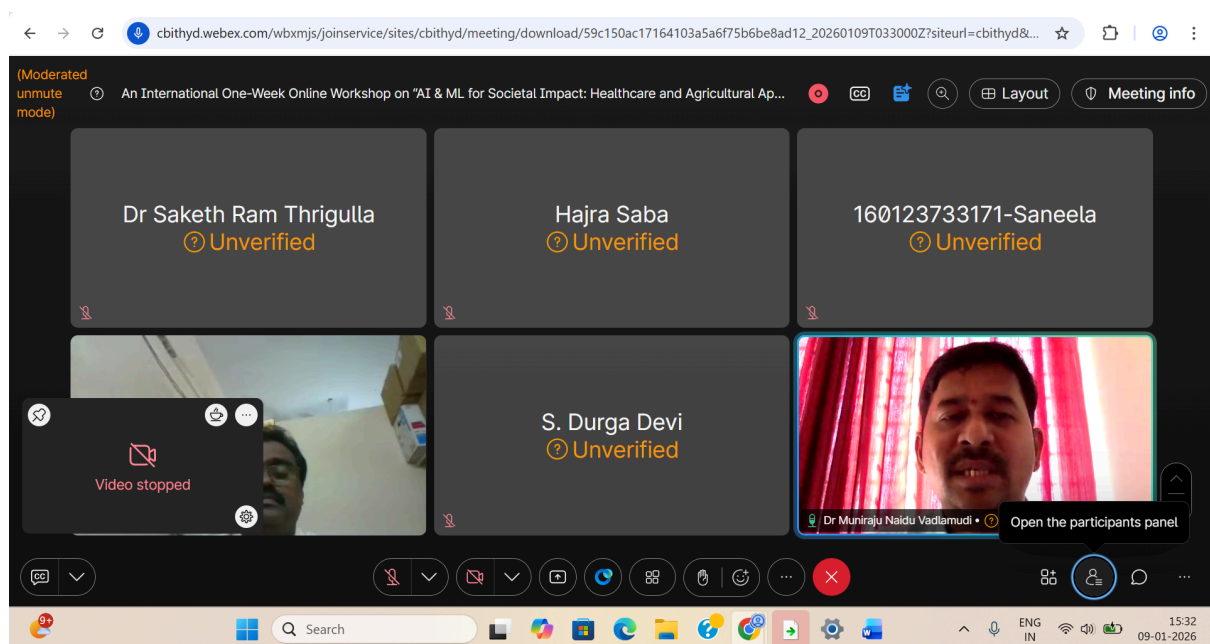 cbithyd.webex.com/wbxmjs/joinservice/sites/cbithyd/meeting/download/59c150ac17164103a5a6f75b6be8ad12_20260109T033000Z?siteurl=cbithyd&...
(Moderated
unmute
mode)
An International One-Week Online Workshop on "AI & ML for Societal Impact: Healthcare and Agricultural Ap...
CC
Layout
Meeting info
Dr Saketh Ram Thrigulla
Unverified
Hajra Saba
Unverified
160123733171-Saneela
Unverified
Video stopped
S. Durga Devi
Unverified
Dr Muniraju Naidu Vadlamudi •
Open the participants panel
CC
9+
Search
ENG
IN
15:32
09-01-2026